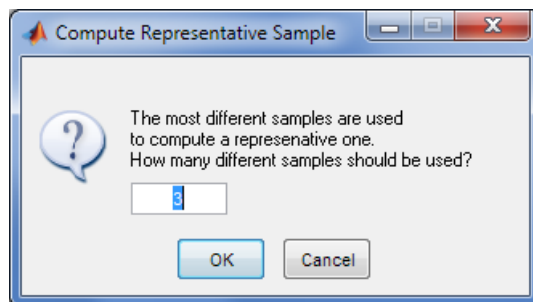 Compute Representative Sample
The most different samples are used
to compute a represenative one.
How many different samples should be used?
3
OK
Cancel